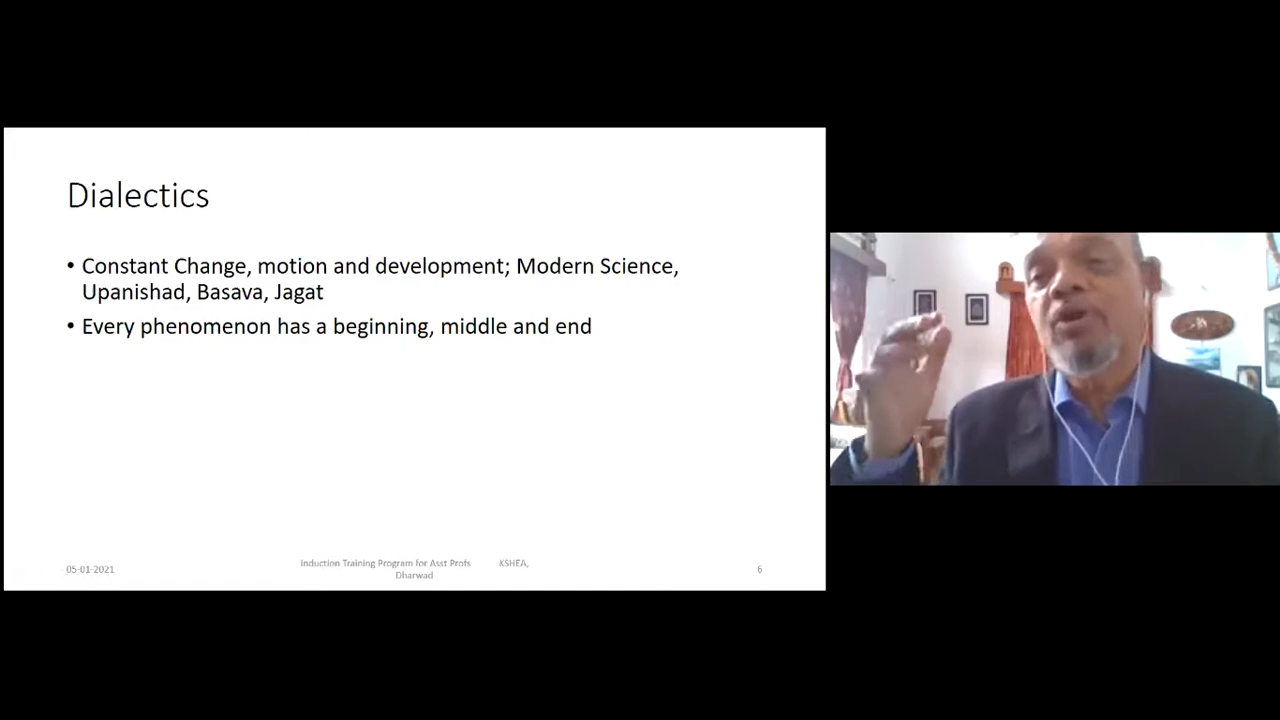 Dialectics
• Constant Change, motion and development; Modern Science,
Upanishad, Basava, Jagat
• Every phenomenon has a beginning, middle and end
05-01-2021
Induction Training Program for Asst Profs KSHEA,
Dharwad
6